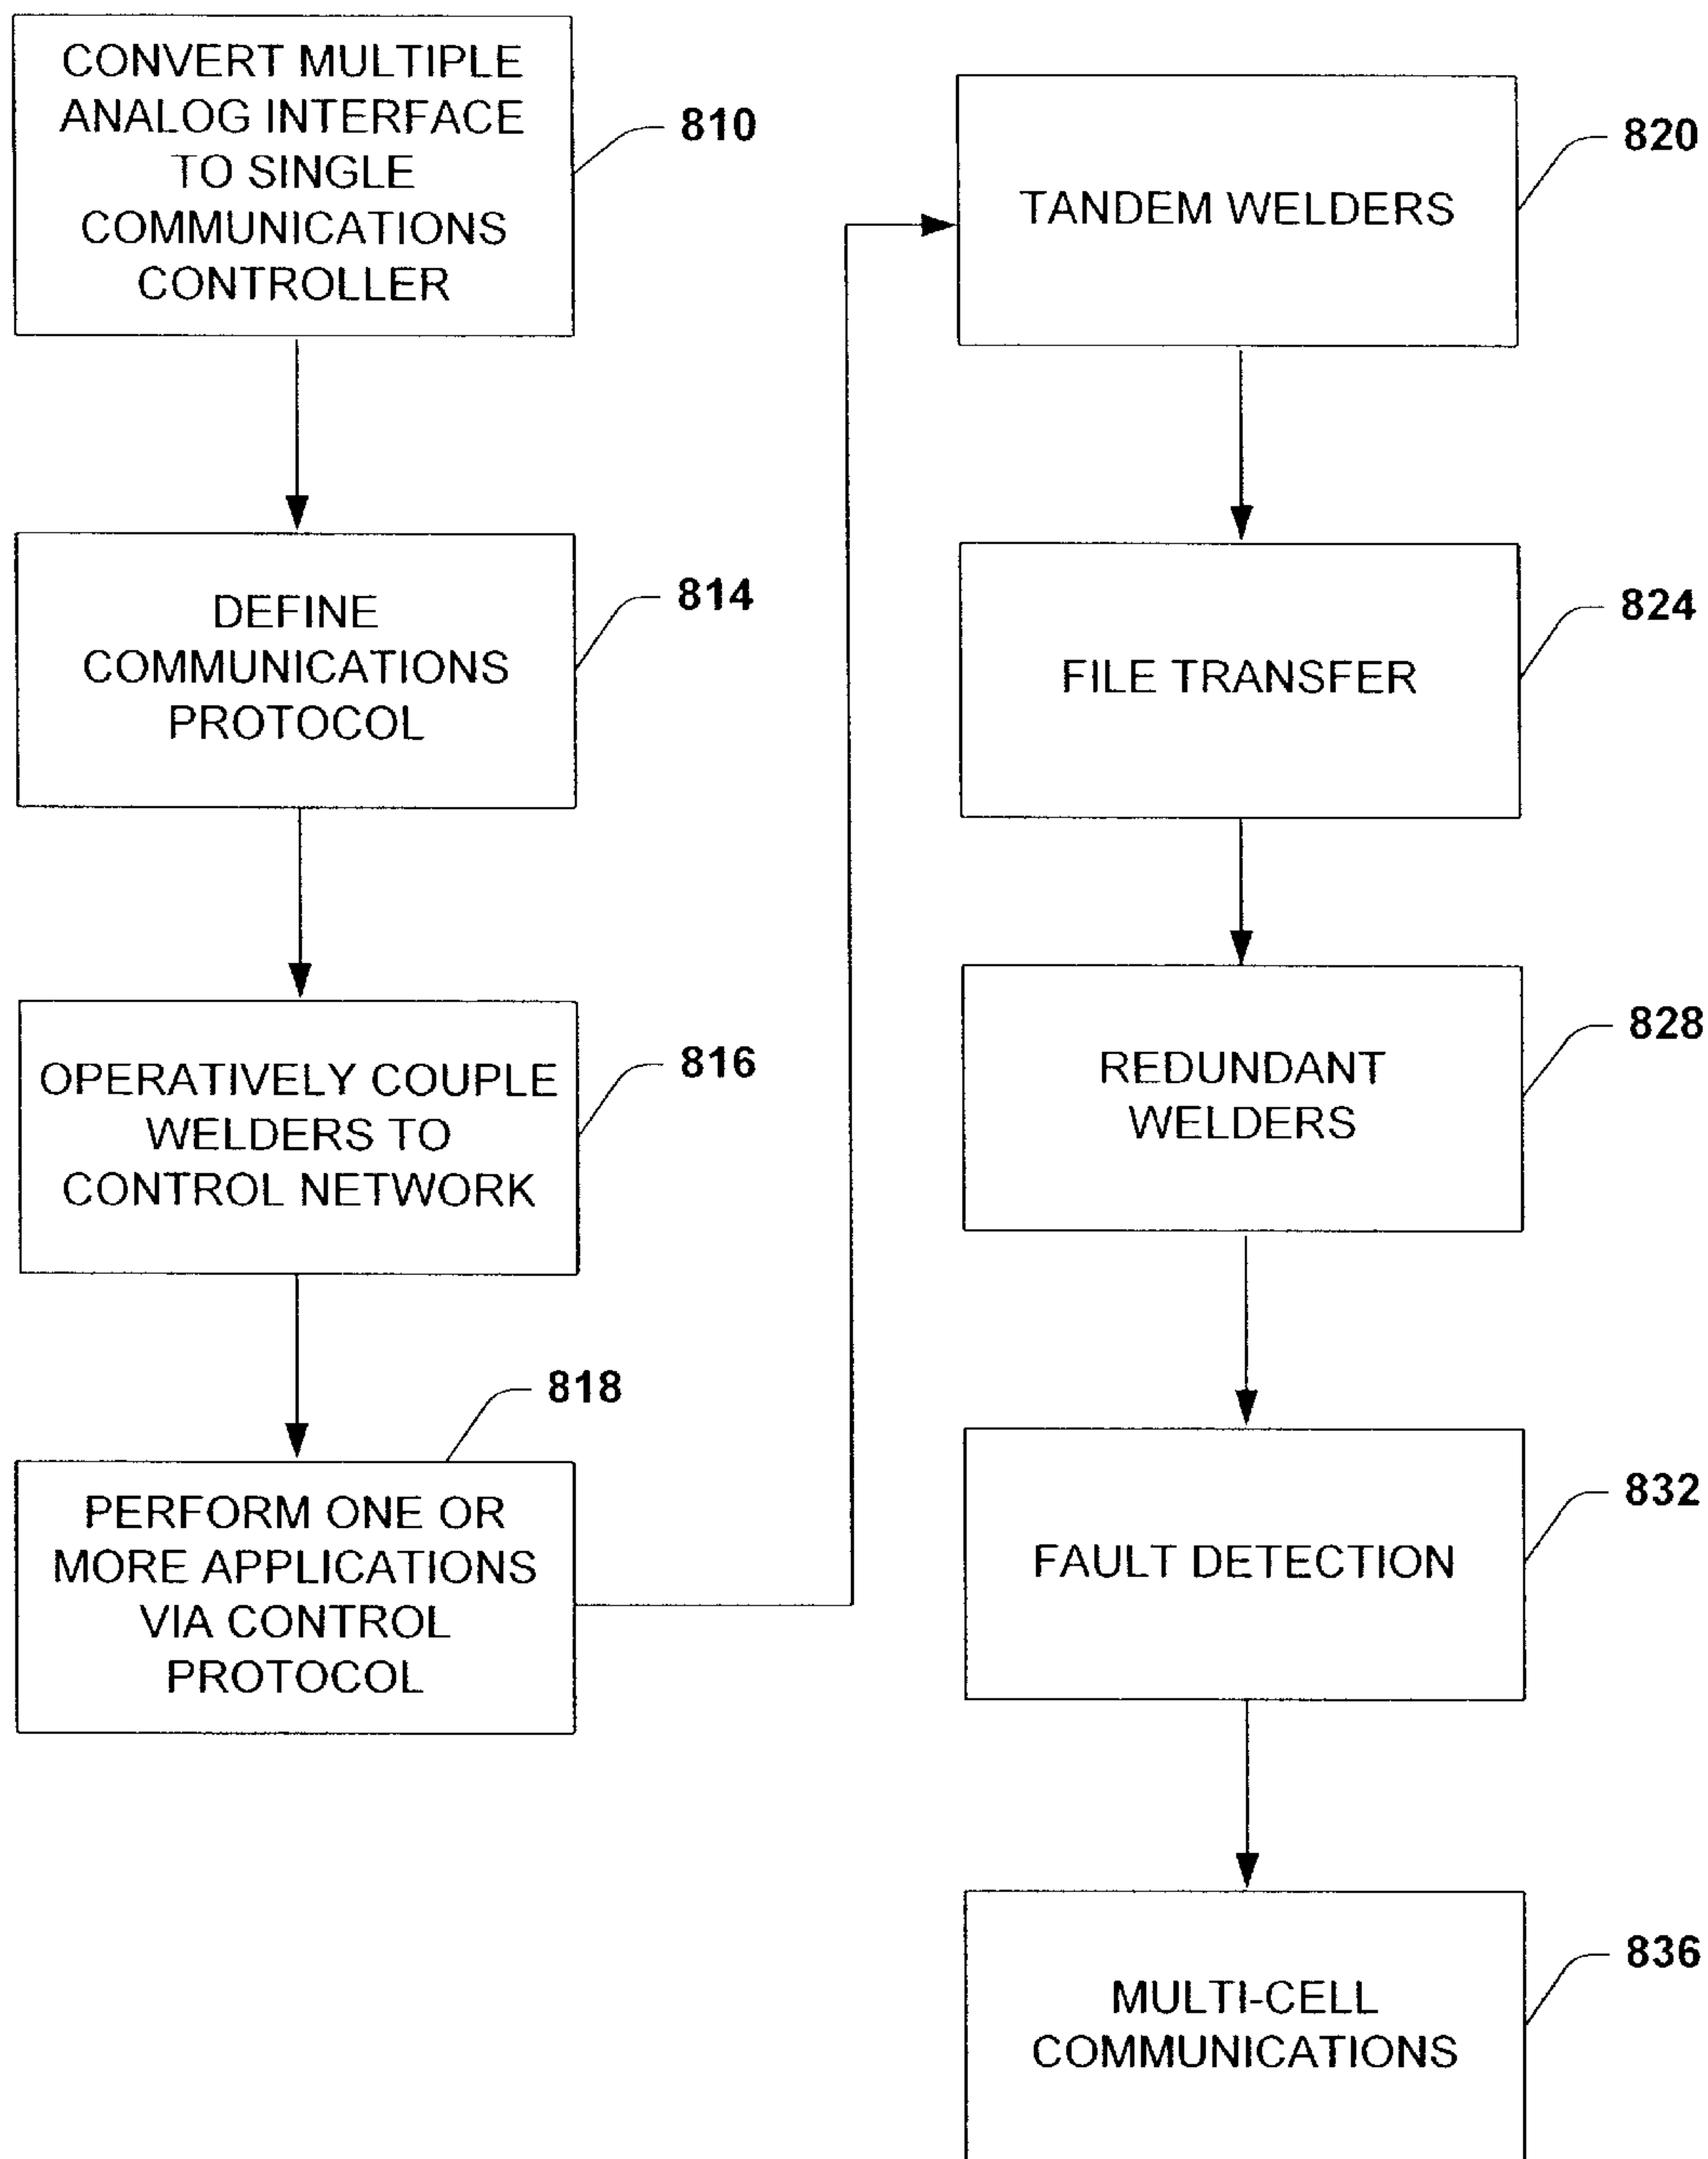 CONVERT MULTIPLE
ANALOG INTERFACE
TO SINGLE
COMMUNICATIONS
CONTROLLER
810
DEFINE
COMMUNICATIONS
PROTOCOL
814
OPERATIVELY COUPLE
WELDERS TO
CONTROL NETWORK
816
818
PERFORM ONE OR
MORE APPLICATIONS
VIA CONTROL
PROTOCOL
820
TANDEM WELDERS
824
FILE TRANSFER
828
REDUNDANT
WELDERS
832
FAULT DETECTION
836
MULTI-CELL
COMMUNICATIONS